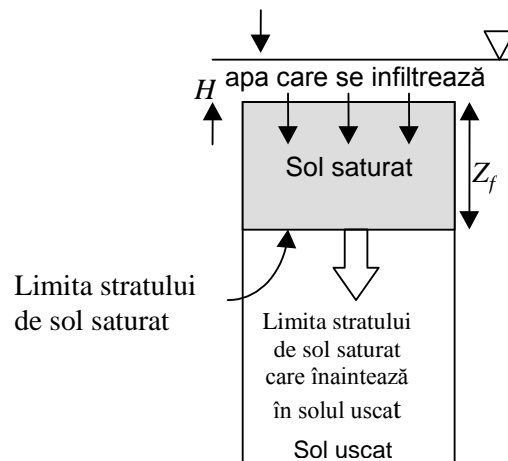 apa care se infiltrează
H
Sol saturat
Z_f
Limita stratului
de sol saturat
Limita stratului
de sol saturat
care înaintează
în solul uscat
Sol uscat